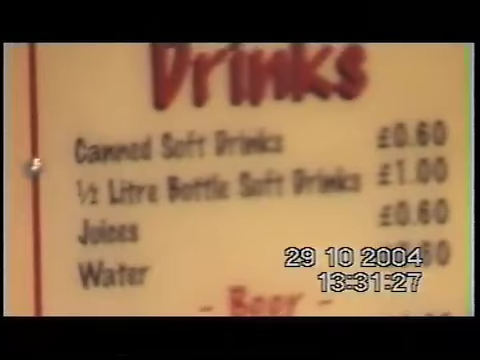 Drinks
Canned Soft Drinks £0.60
½ Litre Bottle Soft Drinks £1.00
Juices £0.60
Water
29 10 2004
13:31:27
- Beer -